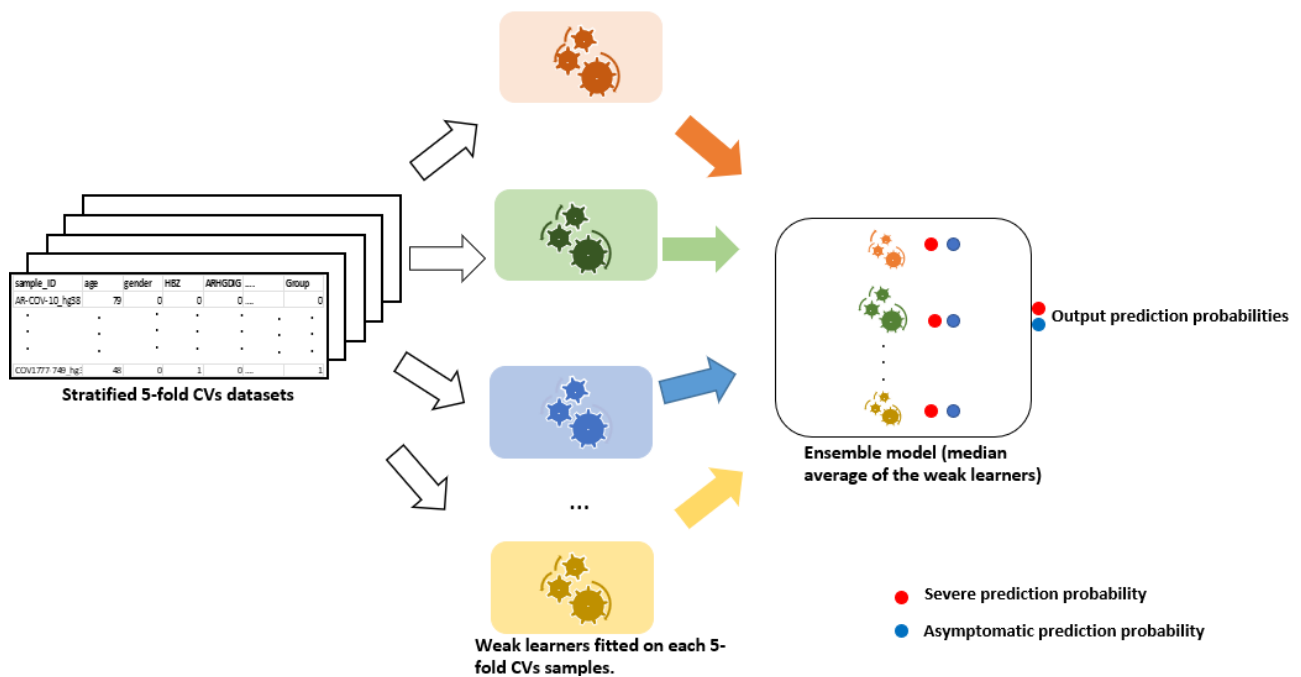 sample_ID age gender HBZ ARHGDIG ..... Group
AR-COV-10_hg38 79 0 0 0 .... 0
COV1777-749_hg: 48 0 1 0 .... 1
Stratified 5-fold CVs datasets
...
Weak learners fitted on each 5-
fold CVs samples.
Ensemble model (median
average of the weak learners)
Output prediction probabilities
Severe prediction probability
Asymptomatic prediction probability